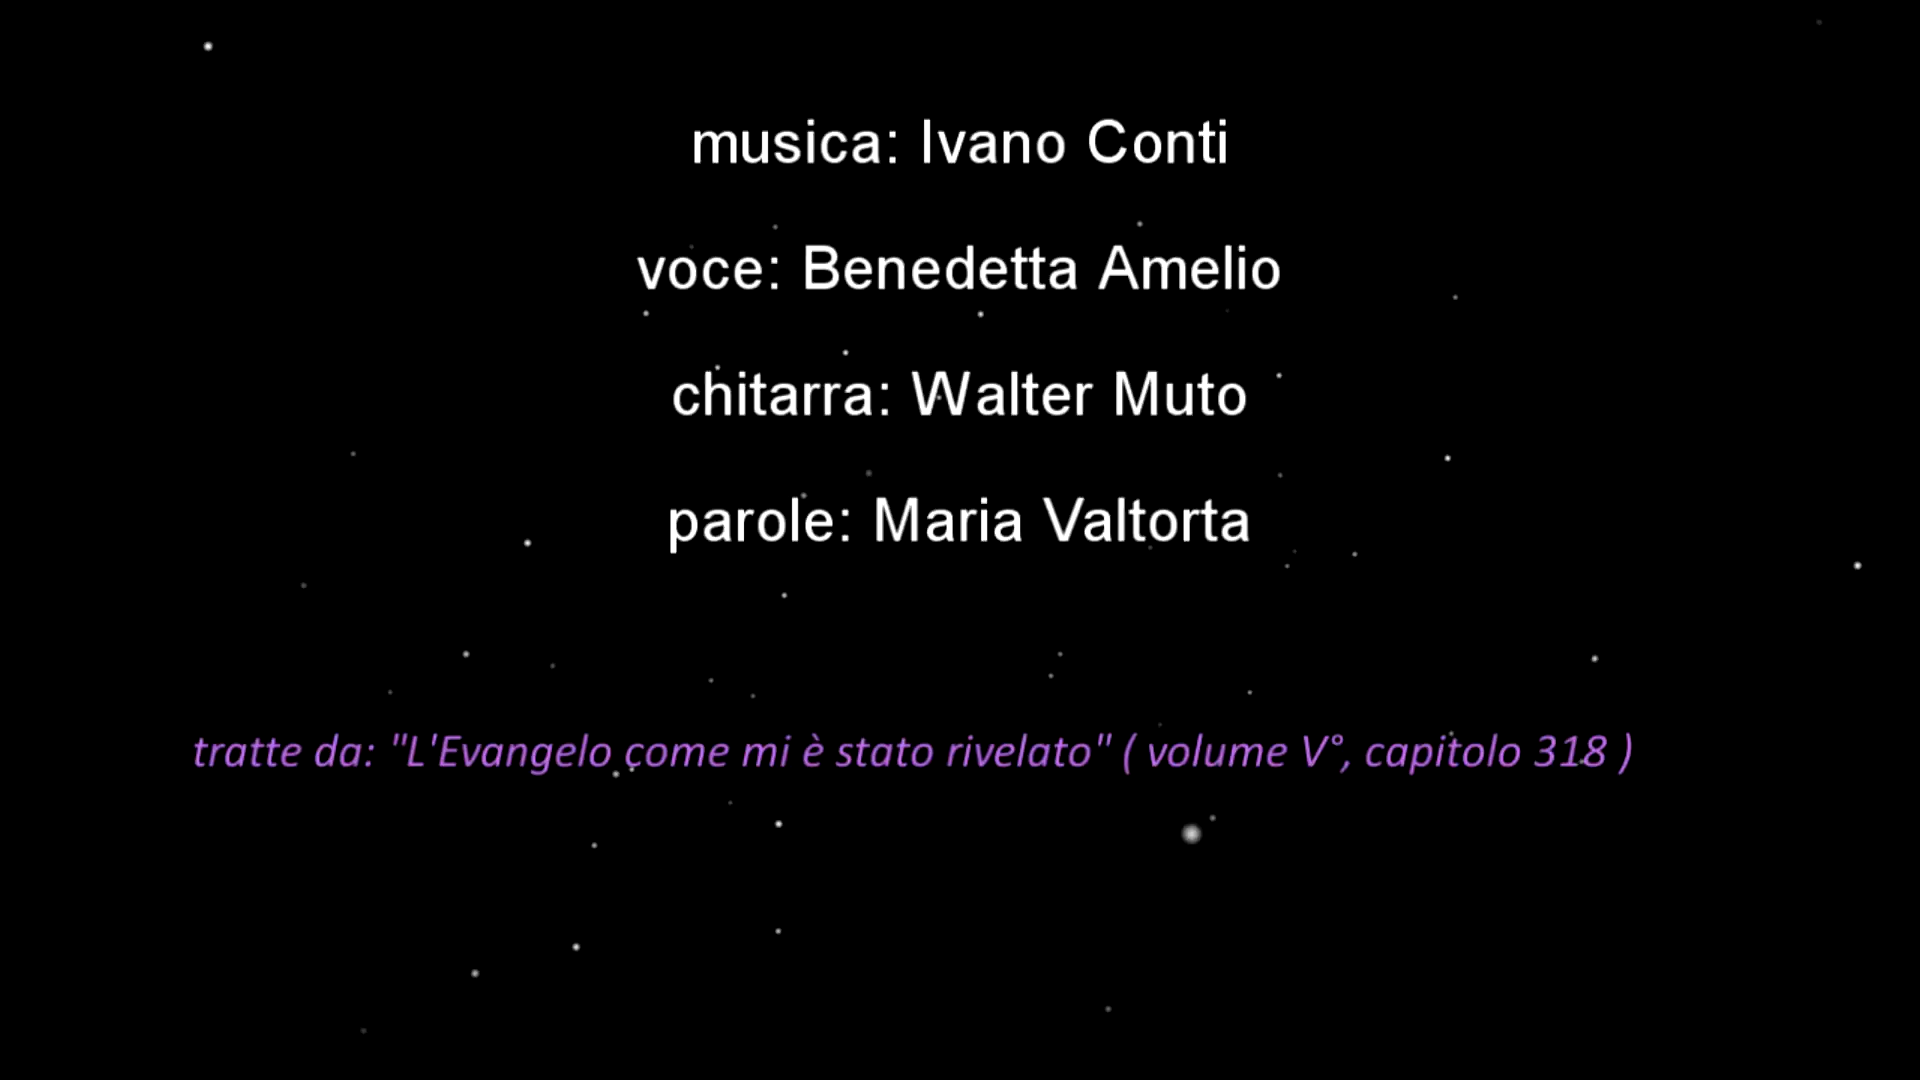 musica: Ivano Conti
voce: Benedetta Amelio
chitarra: Walter Muto
parole: Maria Valtorta
tratte da: "L'Evangelo come mi è stato rivelato" ( volume V°, capitolo 318 )